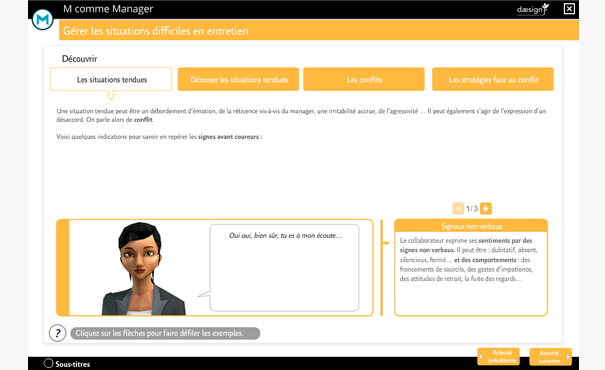 M comme Manager
dæsign
M
Gérer les situations difficiles en entretien
Découvrir
Les situations tendues
Dénouer les situations tendues
Les conflits
Les stratégies face au conflit
Une situation tendue peut être un débordement d'émotion, de la réticence vis-à-vis du manager, une irritabilité accrue, de l'agressivité ... Il peut également s'agir de l'expression d'un
désaccord. On parle alors de conflit.
Voici quelques indications pour savoir en repérer les signes avant coureurs :
1/3
Oui oui, bien sûr, tu es à mon écoute...
Signaux non verbaux
Le collaborateur exprime ses sentiments par des
signes non verbaux. Il peut être : dubitatif, absent,
silencieux, fermé... et des comportements : des
froncements de sourcils, des gestes d'impatience,
des attitudes de retrait, la fuite des regards...
? Cliquez sur les flèches pour faire défiler les exemples.
Activité
précédente
Activité
suivante
Sous-titres